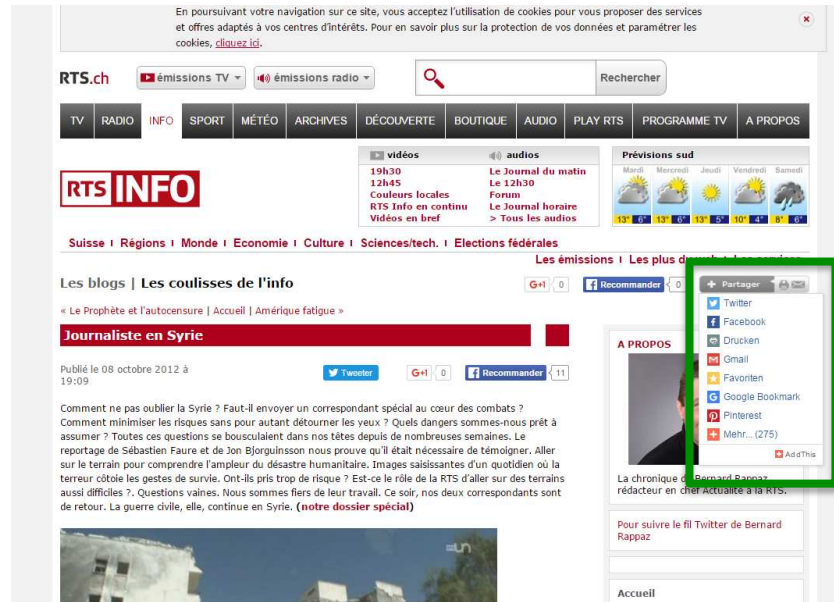 En poursuivant votre navigation sur ce site, vous acceptez l'utilisation de cookies pour vous proposer des services
et offres adaptés à vos centres d'intérêts. Pour en savoir plus sur la protection de vos données et paramétrer les
cookies, cliquez ici.
RTS.ch émissions TV émissions radio Rechercher
TV RADIO INFO SPORT MÉTÉO ARCHIVES DÉCOUVERTE BOUTIQUE AUDIO PLAY RTS PROGRAMME TV A PROPOS
RTS INFO
vidéos
19h30
12h45
Couleurs locales
RTS Info en continu
Vidéos en bref
audios
Le Journal du matin
Le 12h30
Forum
Le Journal horaire
> Tous les audios
Prévisions sud
Mardi Mercredi Jeudi Vendredi Samedi
13° 6° 13° 6° 13° 5° 10° 4° 8° 6°
Suisse I Régions I Monde I Economie I Culture I Sciences/tech. I Elections fédérales
Les émissions I Les plus du web I Les services
Les blogs | Les coulisses de l'info
G+1 0 Recommander 0 Partager
« Le Prophète et l'autocensure | Accueil | Amérique fatigue »
Journaliste en Syrie
Publié le 08 octobre 2012 à
19:09
Tweeter G+1 0 Recommander 11
Comment ne pas oublier la Syrie ? Faut-il envoyer un correspondant spécial au cœur des combats ?
Comment minimiser les risques sans pour autant détourner les yeux ? Quels dangers sommes-nous prêt à
assumer ? Toutes ces questions se bousculaient dans nos têtes depuis de nombreuses semaines. Le
reportage de Sébastien Faure et de Jon Bjorguinsson nous prouve qu'il était nécessaire de témoigner. Aller
sur le terrain pour comprendre l'ampleur du désastre humanitaire. Images saisissantes d'un quotidien où la
terreur côtoie les gestes de survie. Ont-ils pris trop de risque ? Est-ce le rôle de la RTS d'aller sur des terrains
aussi difficiles ?. Questions vaines. Nous sommes fiers de leur travail. Ce soir, nos deux correspondants sont
de retour. La guerre civile, elle, continue en Syrie. (notre dossier spécial)
un
Twitter
Facebook
Drucken
Gmail
Favoriten
Google Bookmark
Pinterest
Mehr... (275)
AddThis
A PROPOS
La chronique de Bernard Rappaz,
rédacteur en chef Actualité à la RTS.
Pour suivre le fil Twitter de Bernard
Rappaz
Accueil